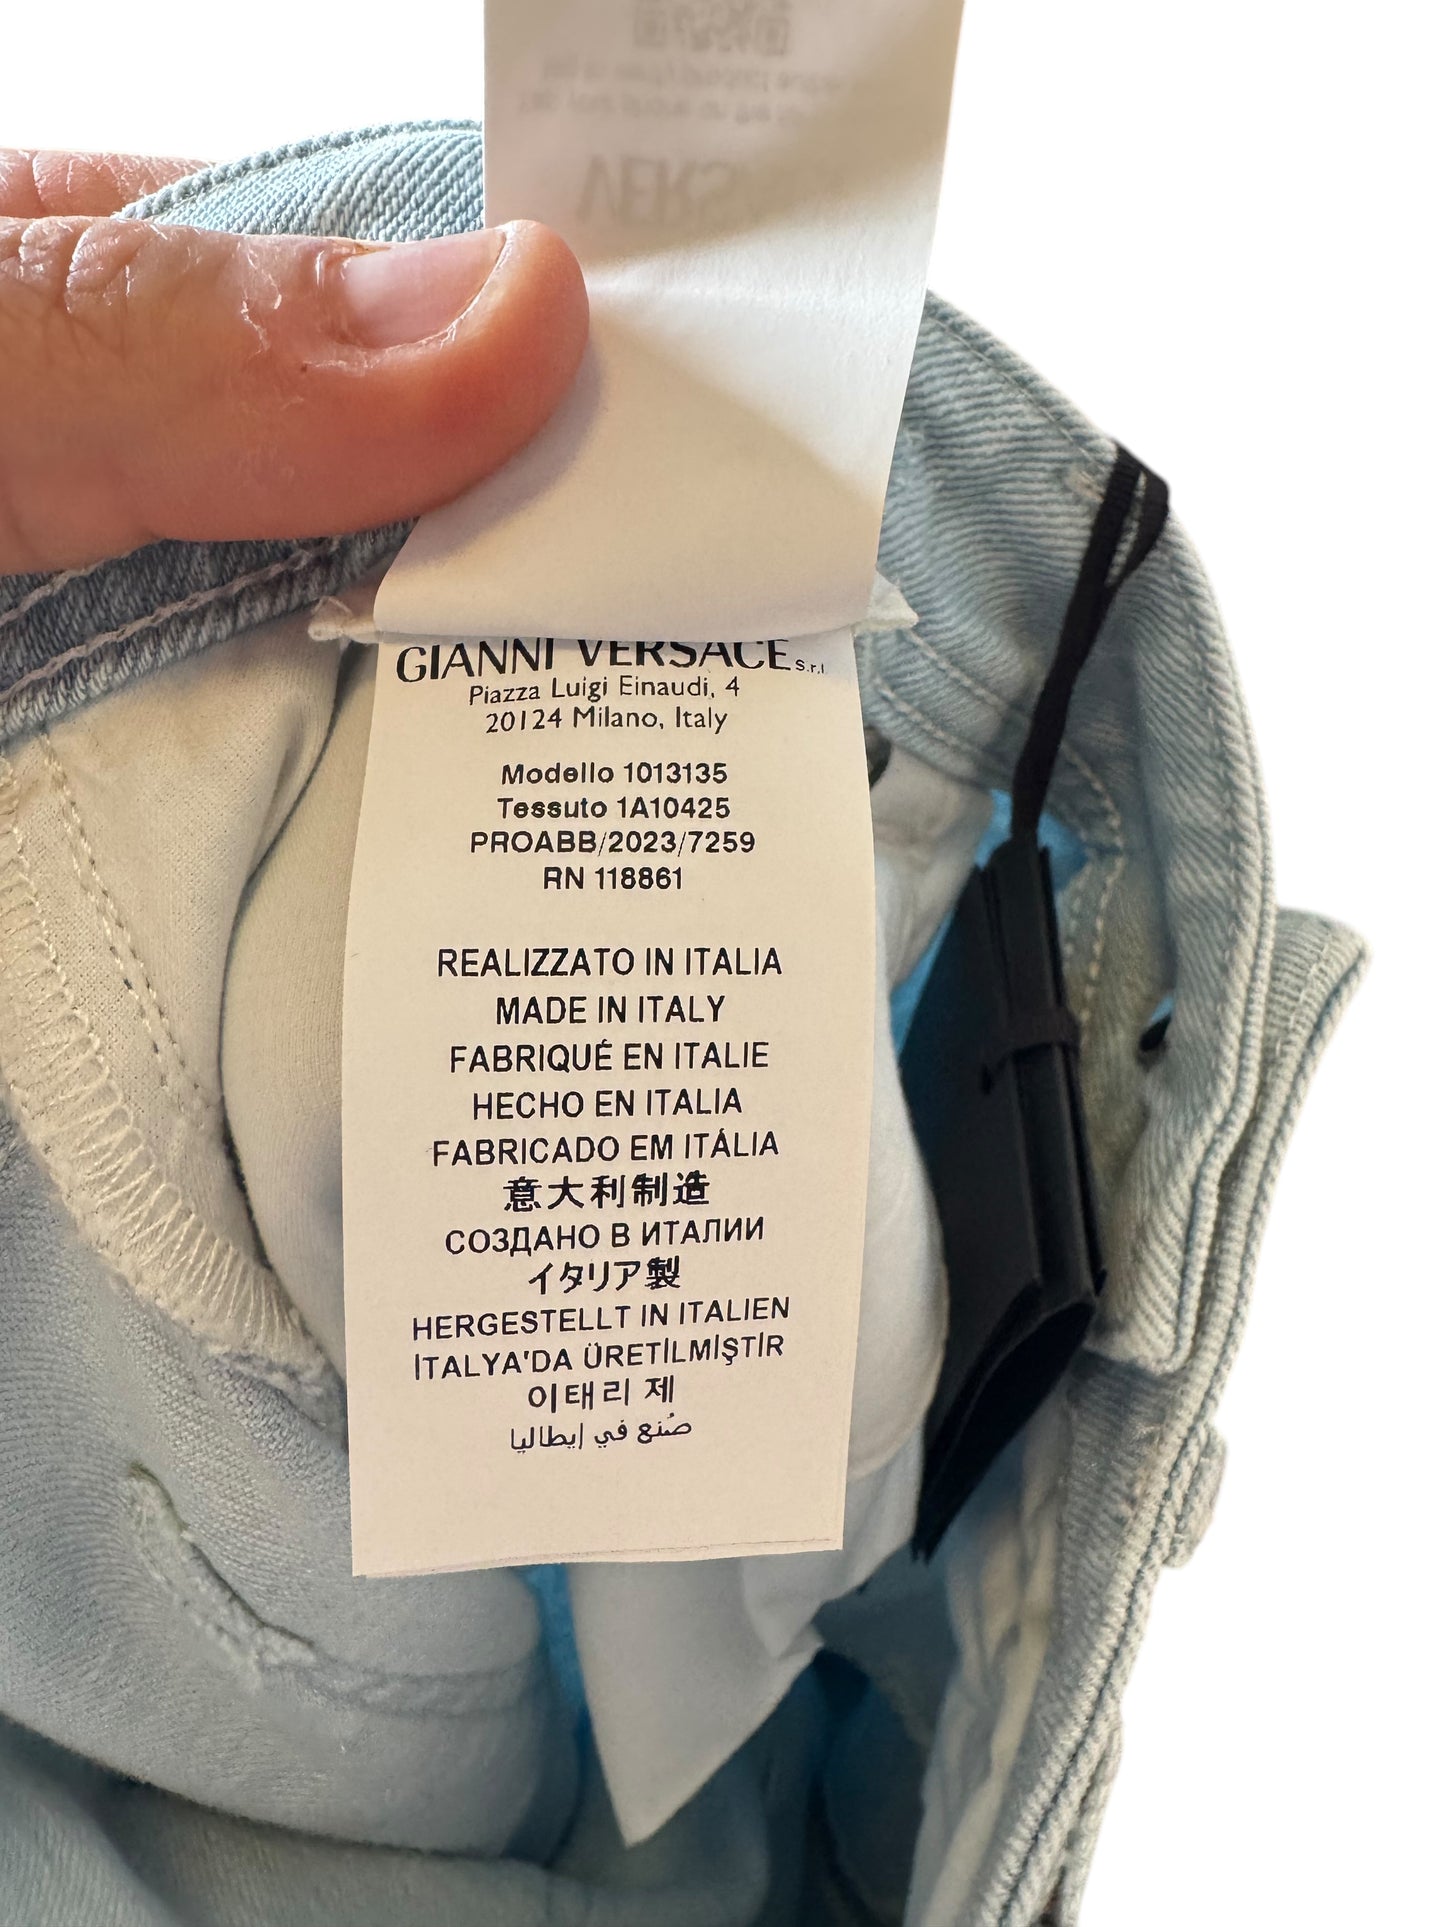 GIANNI VERSACE S.r.l.
Piazza Luigi Einaudi, 4
20124 Milano, Italy
Modello 1013135
Tessuto 1A10425
PROABB/2023/7259
RN 118861
REALIZZATO IN ITALIA
MADE IN ITALY
FABRIQUÉ EN ITALIE
HECHO EN ITALIA
FABRICADO EM ITÁLIA
意大利制造
СОЗДАНО В ИТАЛИИ
イタリア製
HERGESTELLT IN ITALIEN
İTALYA'DA ÜRETİLMİŞTİR
이태리 제
صُنع في إيطاليا